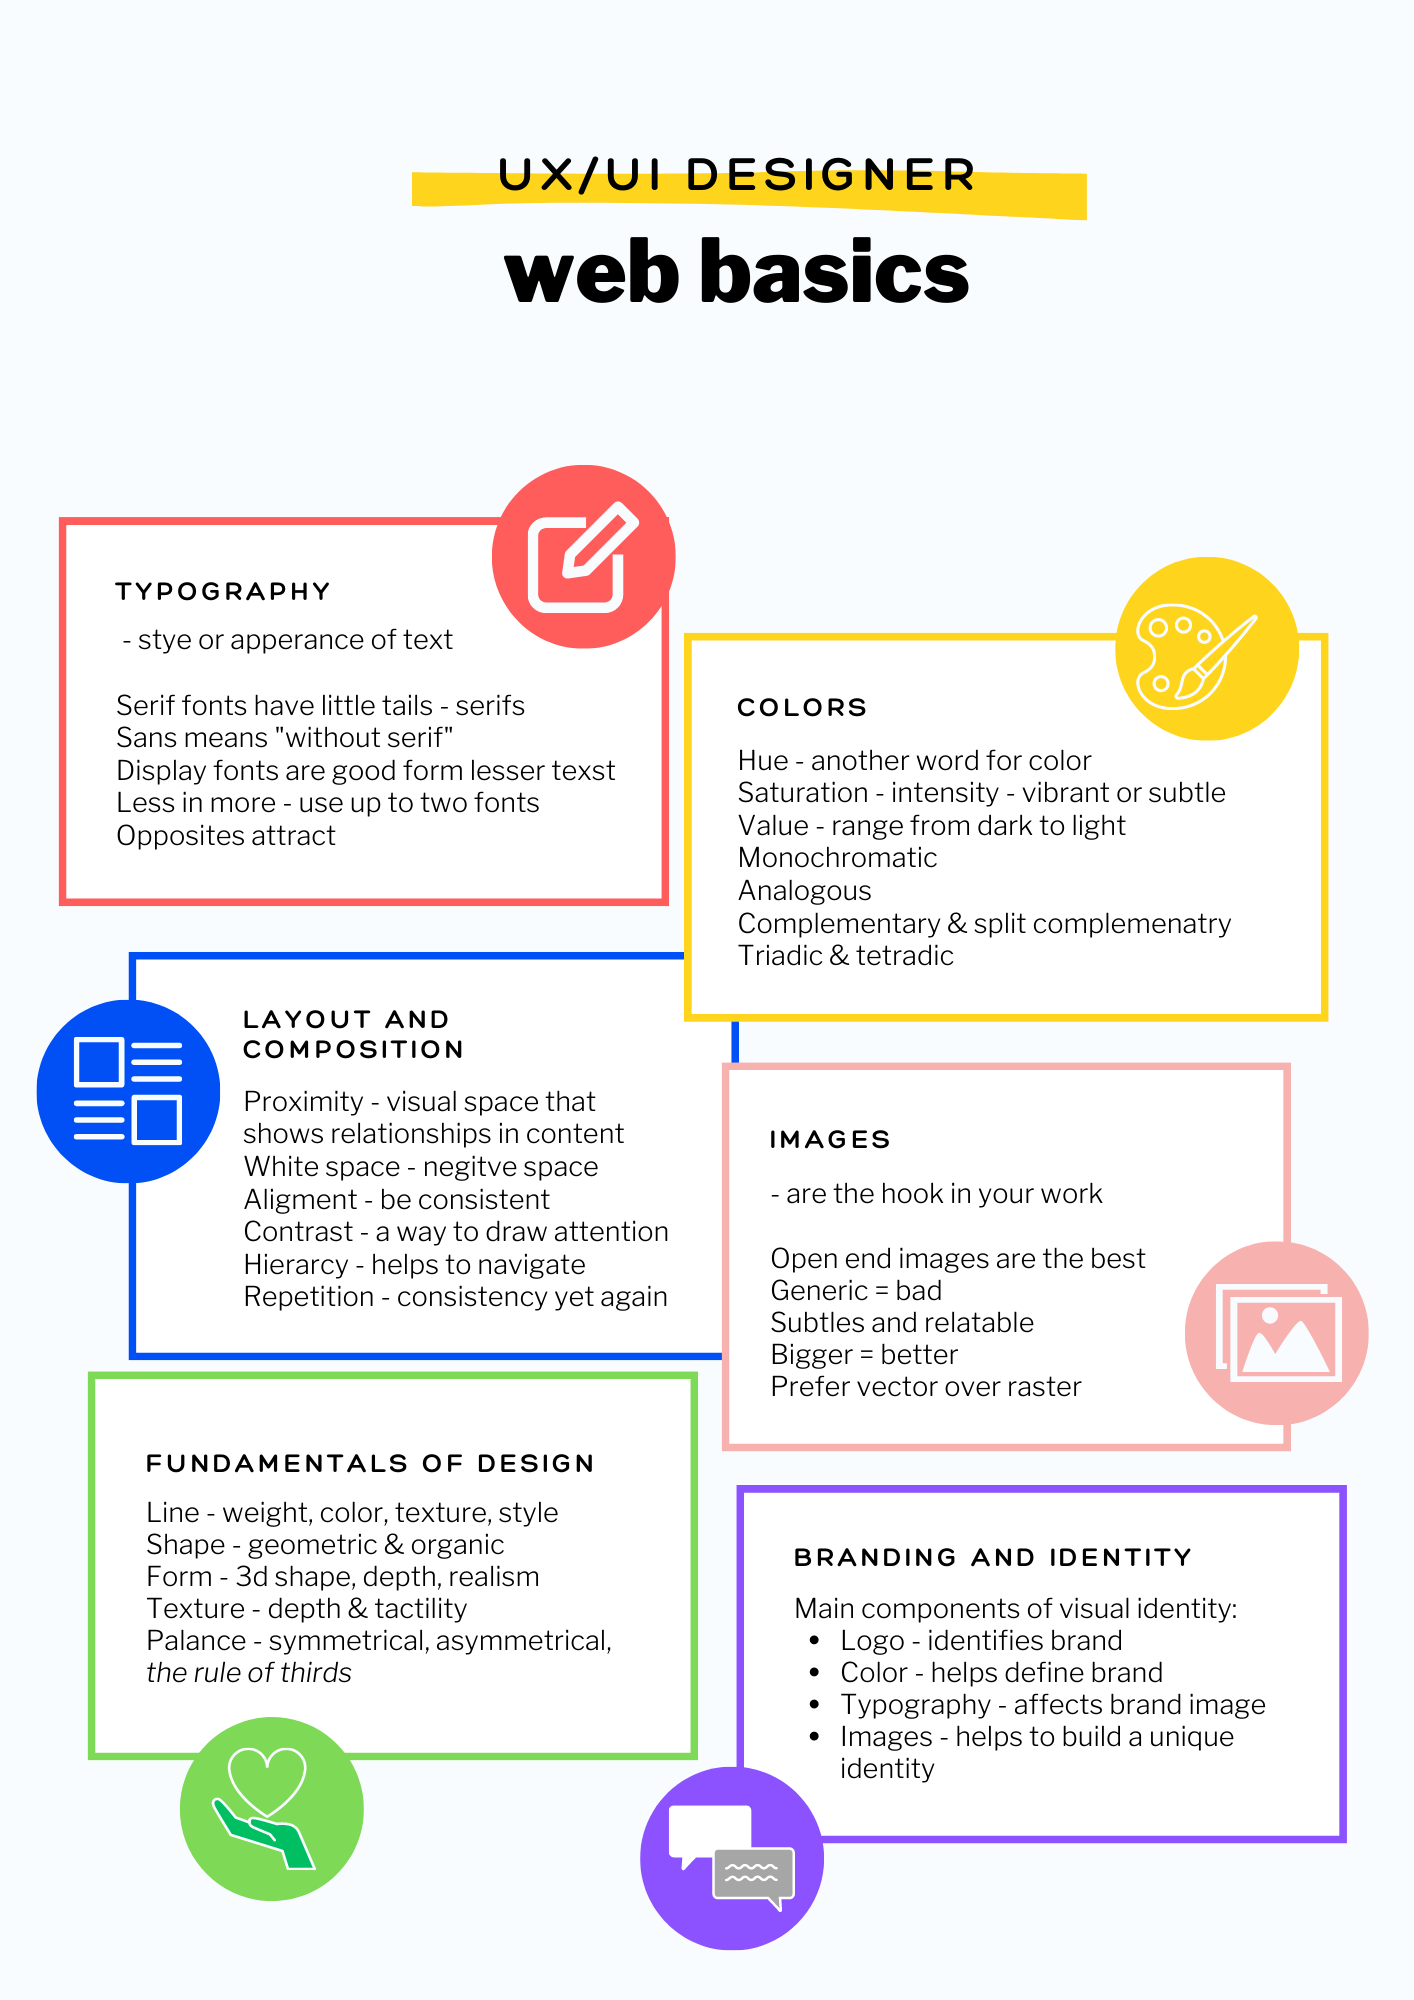 UX/UI DESIGNER
web basics
TYPOGRAPHY
- stye or apperance of text
Serif fonts have little tails - serifs
Sans means "without serif"
Display fonts are good form lesser texst
Less in more - use up to two fonts
Opposites attract
COLORS
Hue - another word for color
Saturation - intensity - vibrant or subtle
Value - range from dark to light
Monochromatic
Analogous
Complementary & split complemenatry
Triadic & tetradic
LAYOUT AND
COMPOSITION
Proximity - visual space that
shows relationships in content
White space - negitve space
Aligment - be consistent
Contrast - a way to draw attention
Hierarcy - helps to navigate
Repetition - consistency yet again
IMAGES
- are the hook in your work
Open end images are the best
Generic = bad
Subtles and relatable
Bigger = better
Prefer vector over raster
FUNDAMENTALS OF DESIGN
Line - weight, color, texture, style
Shape - geometric & organic
Form - 3d shape, depth, realism
Texture - depth & tactility
Palance - symmetrical, asymmetrical,
the rule of thirds
BRANDING AND IDENTITY
Main components of visual identity:
• Logo - identifies brand
• Color - helps define brand
• Typography - affects brand image
• Images - helps to build a unique
identity